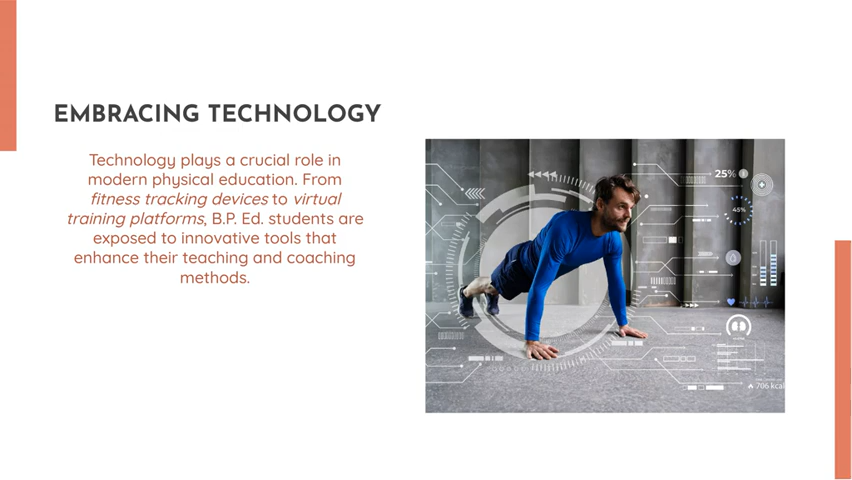 EMBRACING TECHNOLOGY
Technology plays a crucial role in
modern physical education. From
fitness tracking devices to virtual
training platforms, B.P. Ed. students are
exposed to innovative tools that
enhance their teaching and coaching
methods.
25%
45%
706 kcal